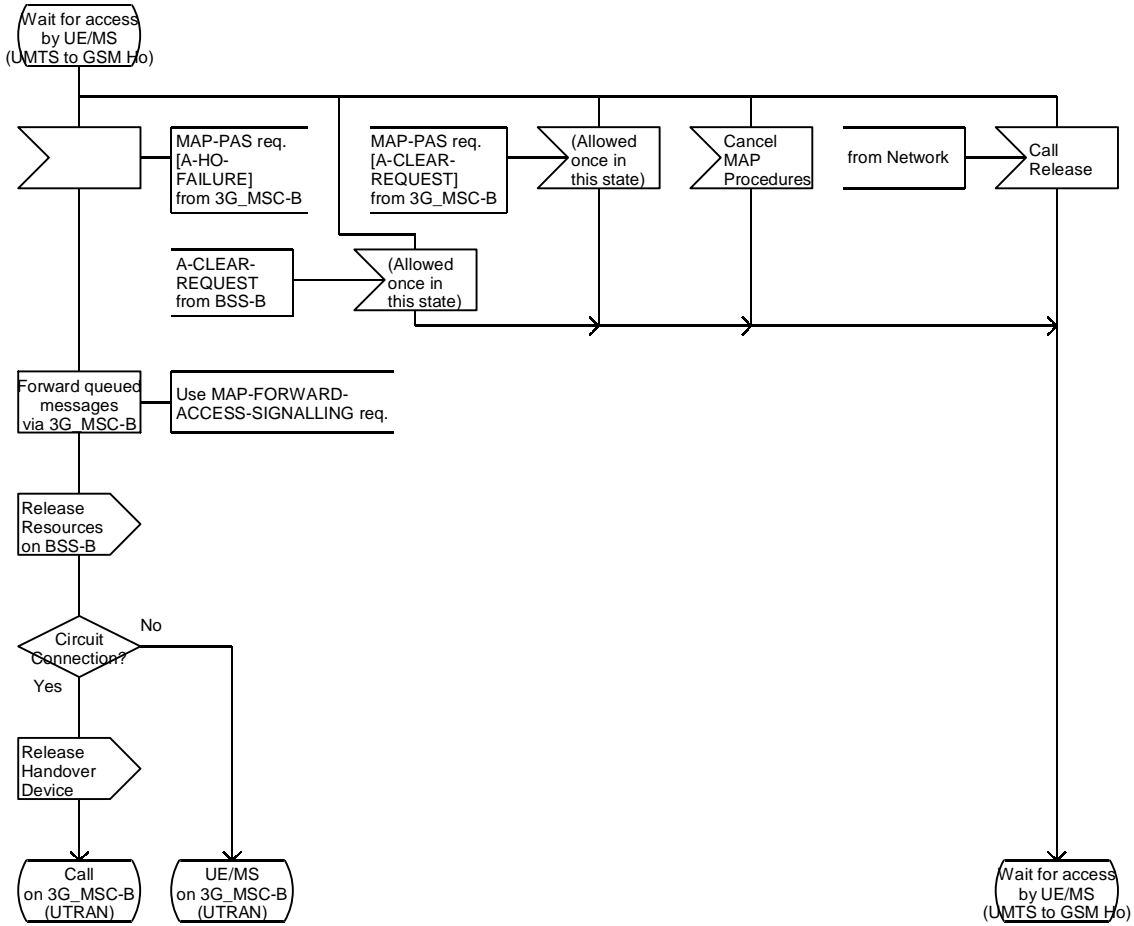 Wait for access
by UE/MS
(UMTS to GSM Ho)
MAP-PAS req.
[A-HO-
FAILURE]
from 3G_MSC-B
MAP-PAS req.
[A-CLEAR-
REQUEST]
from 3G_MSC-B
(Allowed
once in
this state)
Cancel
MAP
Procedures
from Network
Call
Release
A-CLEAR-
REQUEST
from BSS-B
(Allowed
once in
this state)
Forward queued
messages
via 3G_MSC-B
Use MAP-FORWARD-
ACCESS-SIGNALLING req.
Release
Resources
on BSS-B
Circuit
Connection?
No
Yes
Release
Handover
Device
Call
on 3G_MSC-B
(UTRAN)
UE/MS
on 3G_MSC-B
(UTRAN)
Wait for access
by UE/MS
(UMTS to GSM Ho)